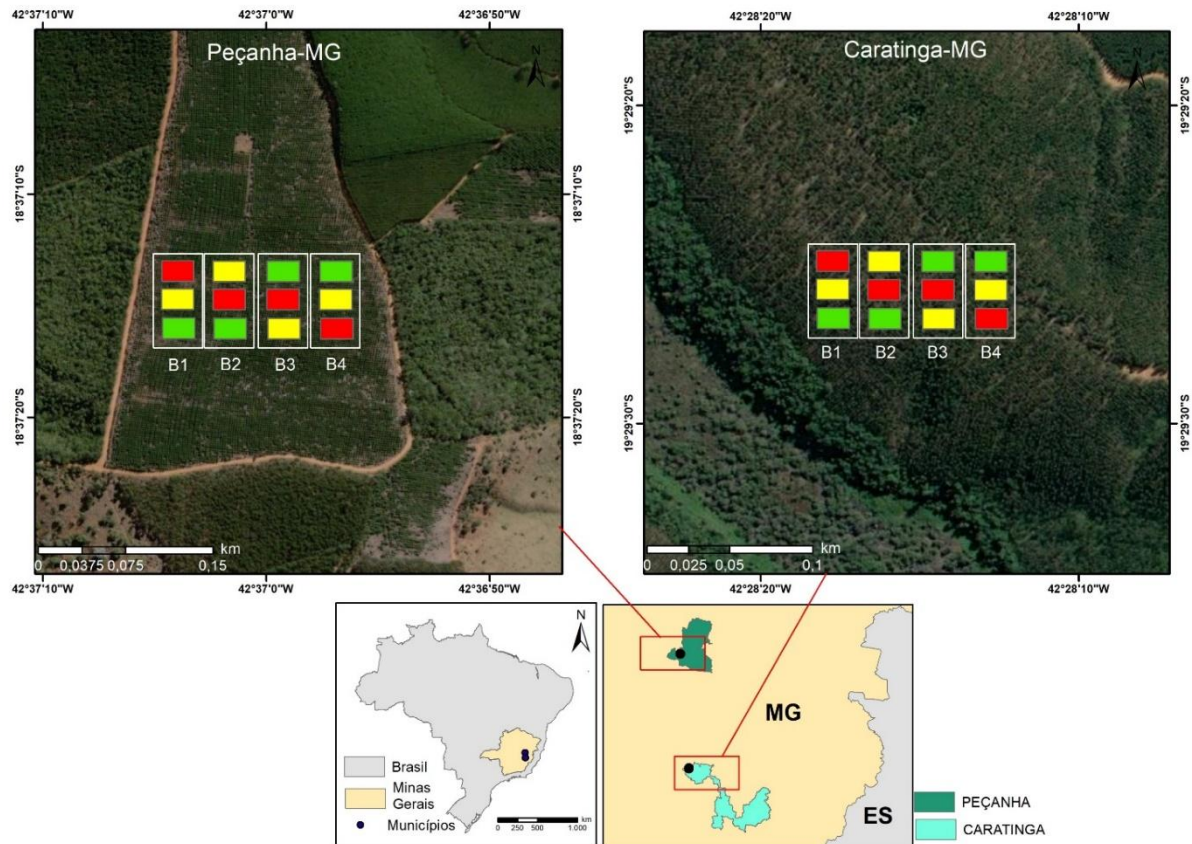 42°37'10"W
42°37'0"W
42°36'50"W
42°28'20"W
42°28'10"W
Peçanha-MG
N
Caratinga-MG
N
18°37'10"S
18°37'10"S
18°37'20"S
18°37'20"S
19°29'20"S
19°29'20"S
19°29'30"S
19°29'30"S
B1
B2
B3
B4
B1
B2
B3
B4
km
0 0,0375 0,075 0,15
km
0 0,025 0,05 0,1
42°37'10"W
42°37'0"W
42°36'50"W
42°28'20"W
42°28'10"W
N
Brasil
Minas
Gerais
Municípios
km
0 250 500 1.000
MG
ES
PEÇANHA
CARATINGA